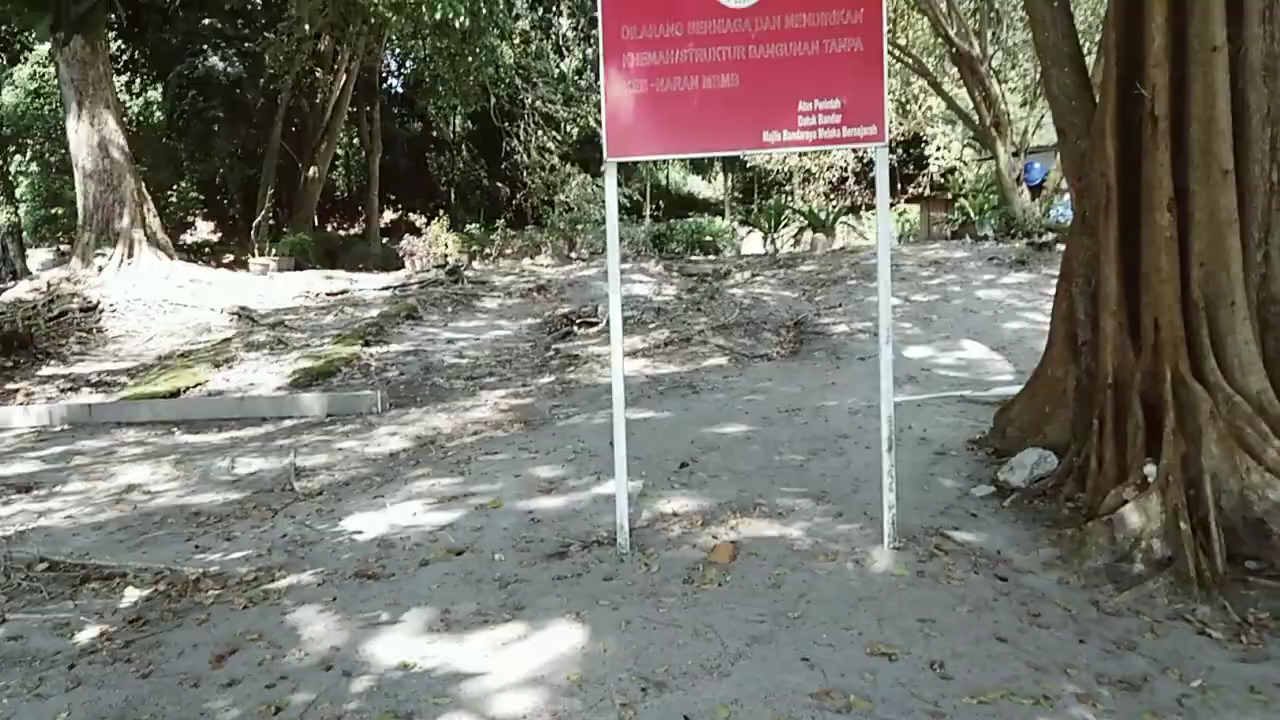 DILARANG BERNIAGA DAN MENDIRIKAN
KHEMAH/STRUKTUR BANGUNAN TANPA
MBMB
Atas Perintah
Datuk Bandar
Majlis Bandaraya Melaka Bersejarah